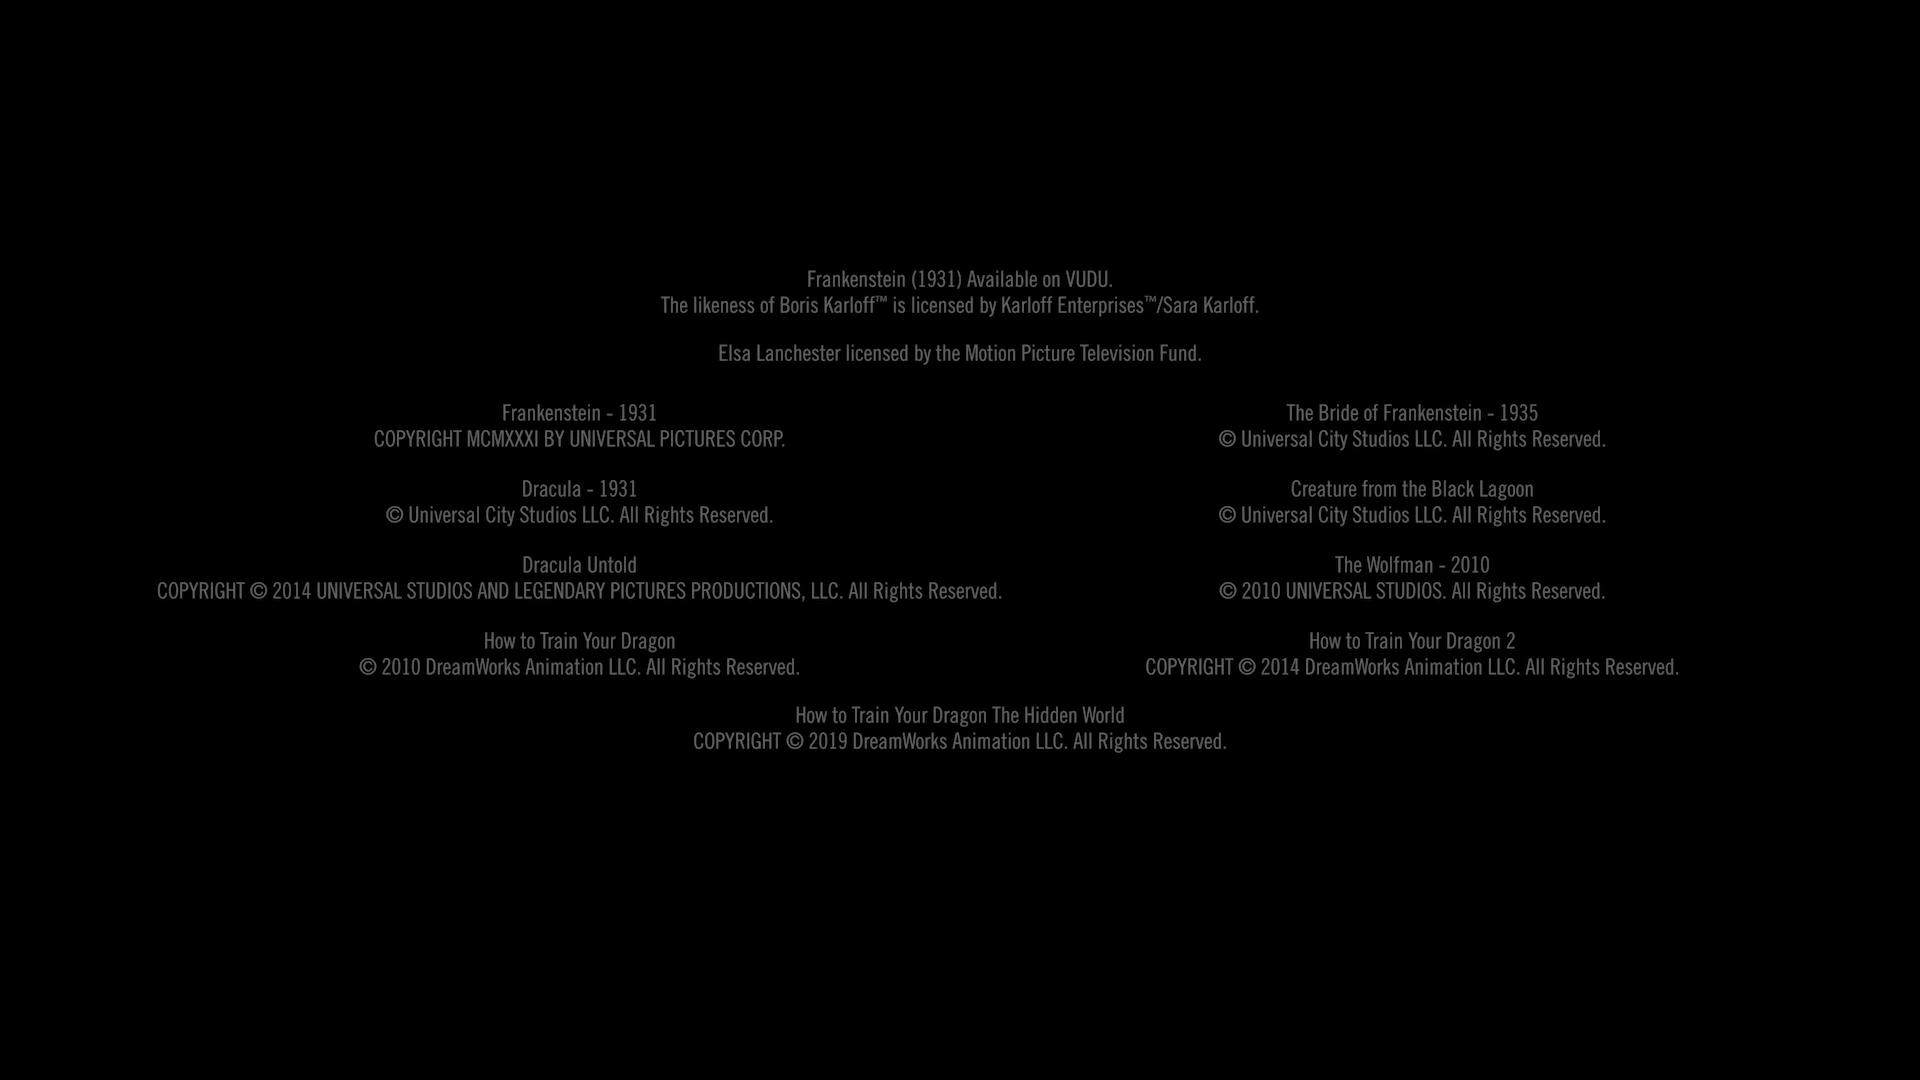 Frankenstein (1931) Available on VUDU.
The likeness of Boris Karloff™ is licensed by Karloff Enterprises™/Sara Karloff.
Elsa Lanchester licensed by the Motion Picture Television Fund.
Frankenstein - 1931
COPYRIGHT MCMXXXI BY UNIVERSAL PICTURES CORP.
The Bride of Frankenstein - 1935
© Universal City Studios LLC. All Rights Reserved.
Dracula - 1931
© Universal City Studios LLC. All Rights Reserved.
Creature from the Black Lagoon
© Universal City Studios LLC. All Rights Reserved.
Dracula Untold
COPYRIGHT © 2014 UNIVERSAL STUDIOS AND LEGENDARY PICTURES PRODUCTIONS, LLC. All Rights Reserved.
The Wolfman - 2010
© 2010 UNIVERSAL STUDIOS. All Rights Reserved.
How to Train Your Dragon
© 2010 DreamWorks Animation LLC. All Rights Reserved.
How to Train Your Dragon 2
COPYRIGHT © 2014 DreamWorks Animation LLC. All Rights Reserved.
How to Train Your Dragon The Hidden World
COPYRIGHT © 2019 DreamWorks Animation LLC. All Rights Reserved.